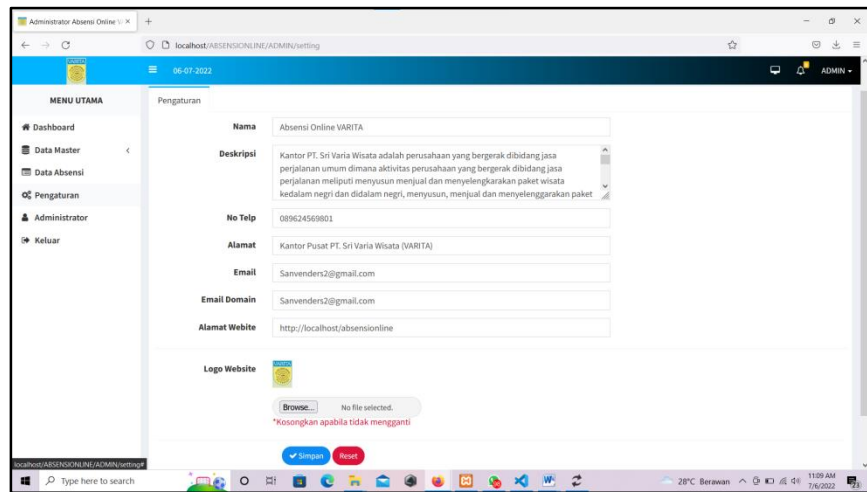 Administrator Absensi Online V
localhost/ABSENSIONLINE/ADMIN/setting
VARITA
06-07-2022
ADMIN
MENU UTAMA
Dashboard
Data Master
Data Absensi
Pengaturan
Administrator
Keluar
Pengaturan
Nama
Absensi Online VARITA
Deskripsi
Kantor PT. Sri Varia Wisata adalah perusahaan yang bergerak dibidang jasa
perjalanan umum dimana aktivitas perusahaan yang bergerak dibidang jasa
perjalanan meliputi menyusun menjual dan menyelengkarakan paket wisata
kedalam negri dan didalam negri, menyusun, menjual dan menyelenggarakan paket
No Telp
089624569801
Alamat
Kantor Pusat PT. Sri Varia Wisata (VARITA)
Email
Sanvenders2@gmail.com
Email Domain
Sanvenders2@gmail.com
Alamat Webite
http://localhost/absensionline
Logo Website
VARITA
Browse... No file selected.
*Kosongkan apabila tidak mengganti
Simpan Reset
localhost/ABSENSIONLINE/ADMIN/setting#
Type here to search
28°C Berawan
11:09 AM
7/6/2022